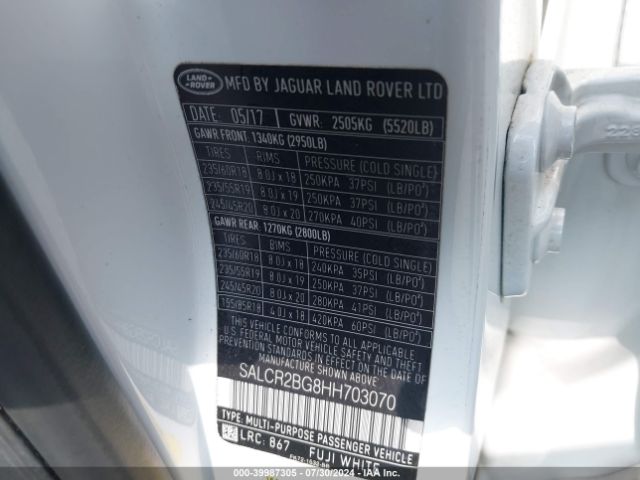 LAND ROVER
MFD BY JAGUAR LAND ROVER LTD
DATE: 05/17 GVWR: 2505KG (5520LB)
GAWR FRONT: 1340KG (2950LB)
TIRES RIMS PRESSURE (COLD SINGLE)
235/60R18 8.0J x 18 250KPA 37PSI (LB/PO²)
235/55R19 8.0J x 19 250KPA 37PSI (LB/PO²)
245/45R20 8.0J x 20 270KPA 40PSI (LB/PO²)
GAWR REAR: 1270KG (2800LB)
TIRES RIMS PRESSURE (COLD SINGLE)
235/60R18 8.0J x 18 240KPA 35PSI (LB/PO²)
235/55R19 8.0J x 19 250KPA 37PSI (LB/PO²)
245/45R20 8.0J x 20 280KPA 41PSI (LB/PO²)
155/85R18 4.0J x 18 420KPA 60PSI (LB/PO²)
THIS VEHICLE CONFORMS TO ALL APPLICABLE
U.S. FEDERAL MOTOR VEHICLE SAFETY
STANDARDS IN EFFECT ON THE DATE OF
MANUFACTURE SHOWN ABOVE.
SALCR2BG8HH703070
TYPE: MULTI-PURPOSE PASSENGER VEHICLE
LRC: 867 FUJI WHITE
IMAGE: 39987305 - 07/30/2024 - COPYRIGHT IAA, LLC.